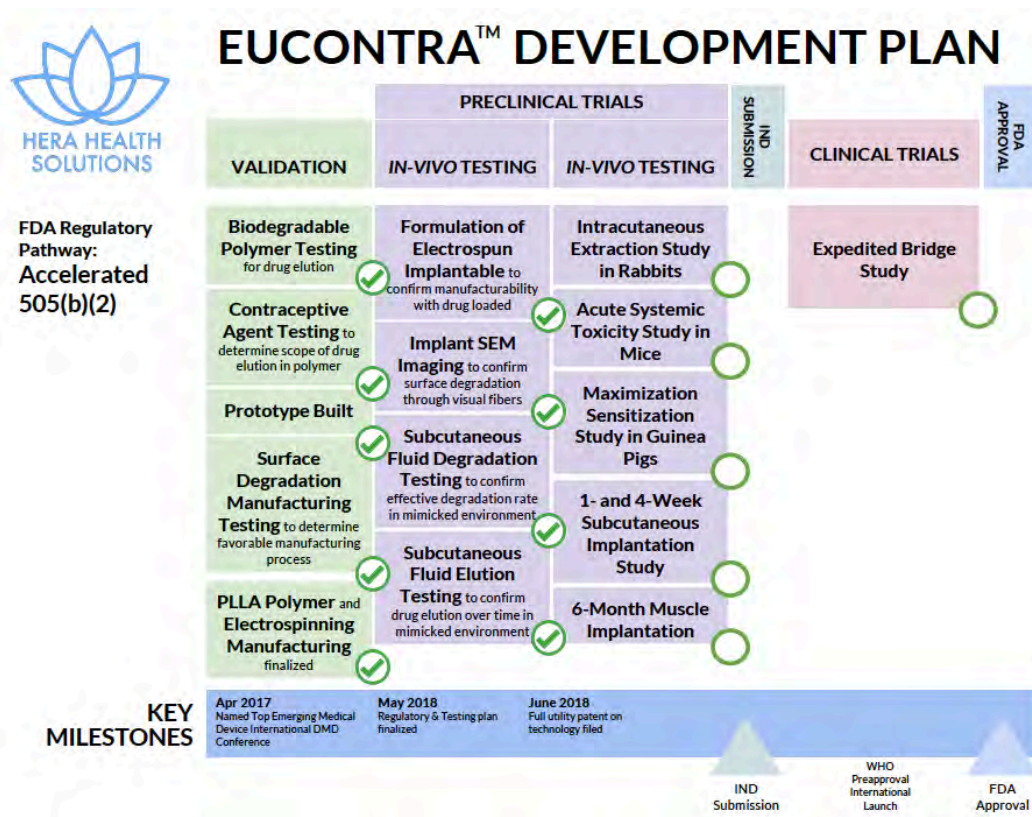 EUCONTRA™ DEVELOPMENT PLAN
HERA HEALTH
SOLUTIONS
FDA Regulatory
Pathway:
Accelerated
505(b)(2)
VALIDATION
PRECLINICAL TRIALS
IN-VIVO TESTING
IN-VIVO TESTING
IND
SUBMISSION
CLINICAL TRIALS
FDA
APPROVAL
Biodegradable
Polymer Testing
for drug elution
Contraceptive
Agent Testing to
determine scope of drug
elution in polymer
Prototype Built
Surface
Degradation
Manufacturing
Testing to determine
favorable manufacturing
process
PLLA Polymer and
Electrospinning
Manufacturing
finalized
Formulation of
Electrospun
Implantable to
confirm manufacturability
with drug loaded
Implant SEM
Imaging to confirm
surface degradation
through visual fibers
Subcutaneous
Fluid Degradation
Testing to confirm
effective degradation rate
in mimicked environment
Subcutaneous
Fluid Elution
Testing to confirm
drug elution over time in
mimicked environment
Intracutaneous
Extraction Study
in Rabbits
Acute Systemic
Toxicity Study in
Mice
Maximization
Sensitization
Study in Guinea
Pigs
1- and 4-Week
Subcutaneous
Implantation
Study
6-Month Muscle
Implantation
Expedited Bridge
Study
KEY
MILESTONES
Apr 2017
Named Top Emerging Medical
Device International DMD
Conference
May 2018
Regulatory & Testing plan
finalized
June 2018
Full utility patent on
technology filed
IND
Submission
WHO
Preapproval
International
Launch
FDA
Approval